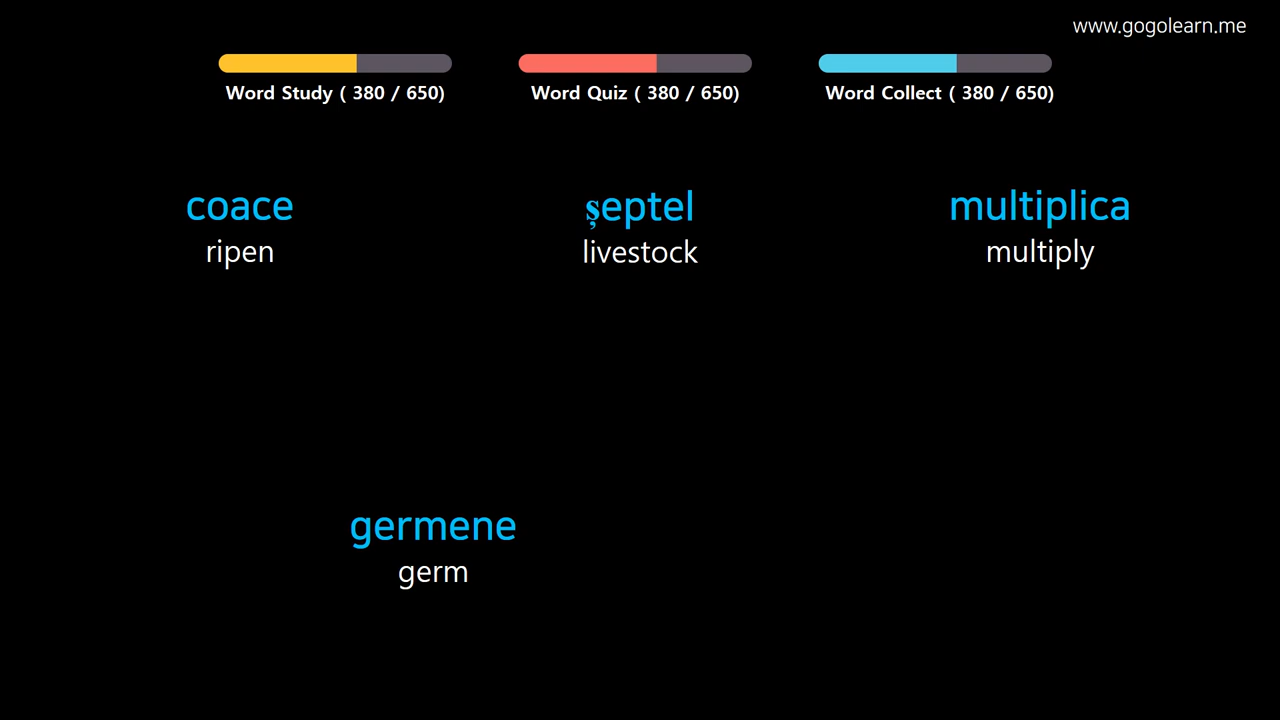 www.gogolearn.me
Word Study ( 380 / 650)
Word Quiz ( 380 / 650)
Word Collect ( 380 / 650)
coace
ripen
șeptel
livestock
multiplica
multiply
germene
germ